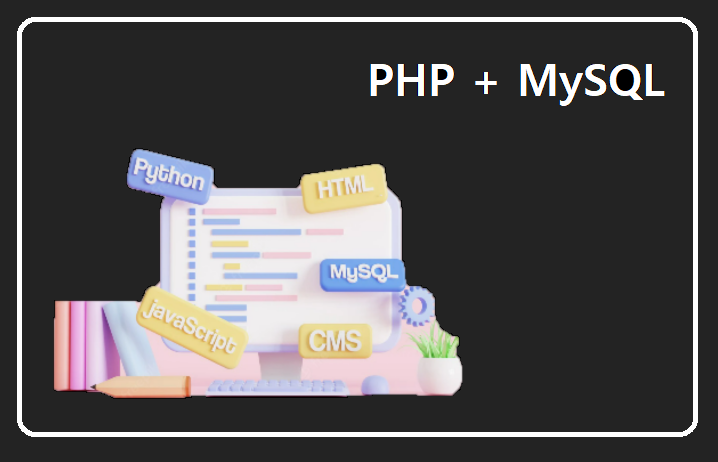 PHP + MySQL
Python
HTML
MySQL
javaScript
CMS